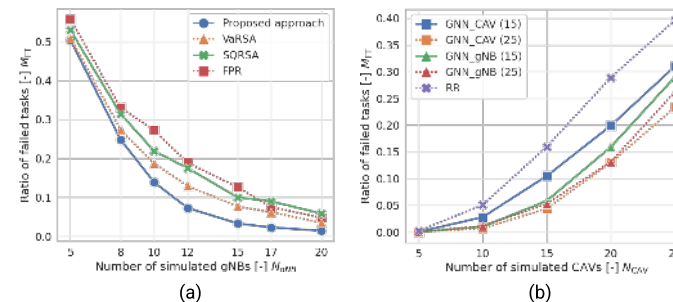 Proposed approach
VaRSA
SQRSA
FPR
0.5
0.4
0.3
0.2
0.1
0.0
Ratio of failed tasks [-] M_FT
5 8 10 12 15 17 20
Number of simulated gNBs [-] N_gNB
(a)
GNN_CAV (15)
GNN_CAV (25)
GNN_gNB (15)
GNN_gNB (25)
RR
0.40
0.35
0.30
0.25
0.20
0.15
0.10
0.05
0.00
Ratio of failed tasks [-] M_FT
5 10 15 20
Number of simulated CAVs [-] N_CAV
(b)